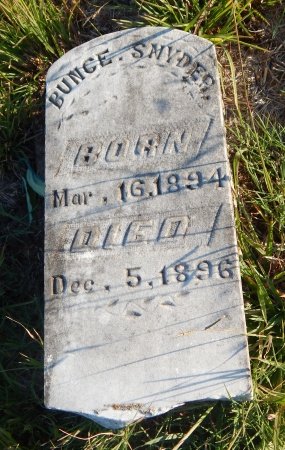 BUNCE. SNYDER.
BORN
Mar. 16. 1894
DIED
Dec. 5. 1896